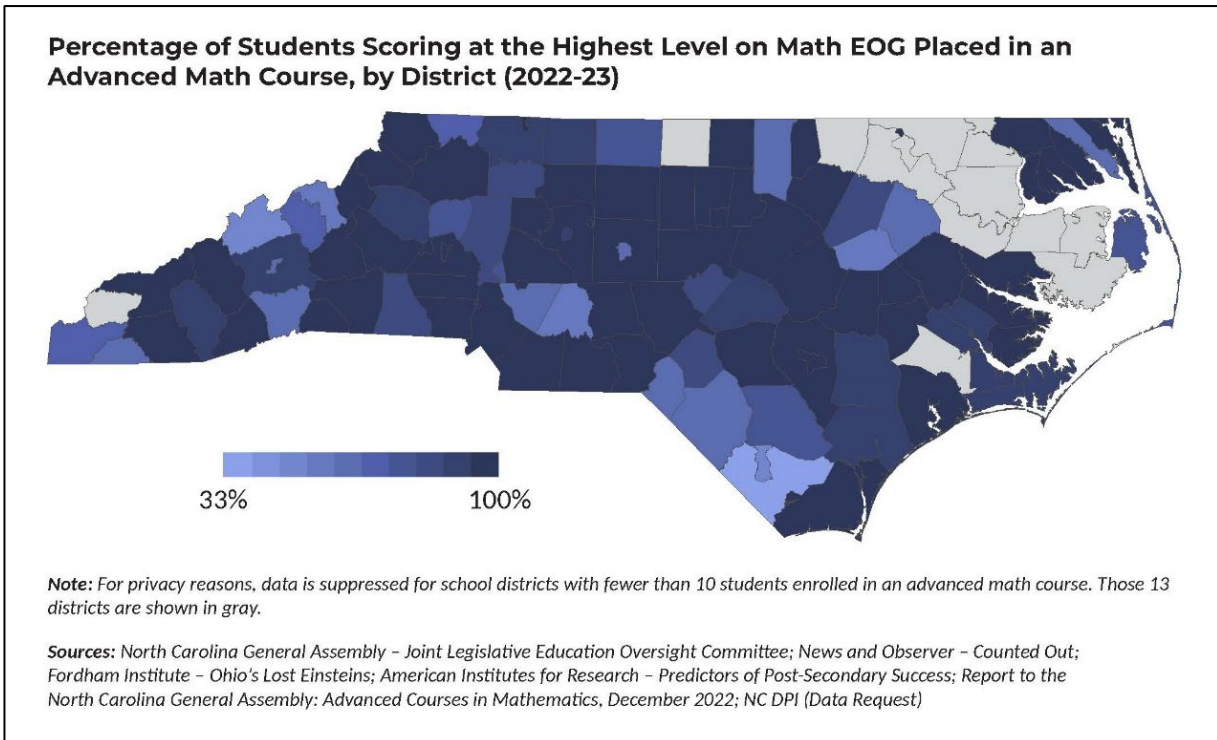 Percentage of Students Scoring at the Highest Level on Math EOG Placed in an
Advanced Math Course, by District (2022-23)
33%
100%
Note: For privacy reasons, data is suppressed for school districts with fewer than 10 students enrolled in an advanced math course. Those 13
districts are shown in gray.
Sources: North Carolina General Assembly – Joint Legislative Education Oversight Committee; News and Observer – Counted Out;
Fordham Institute – Ohio's Lost Einsteins; American Institutes for Research – Predictors of Post-Secondary Success; Report to the
North Carolina General Assembly: Advanced Courses in Mathematics, December 2022; NC DPI (Data Request)